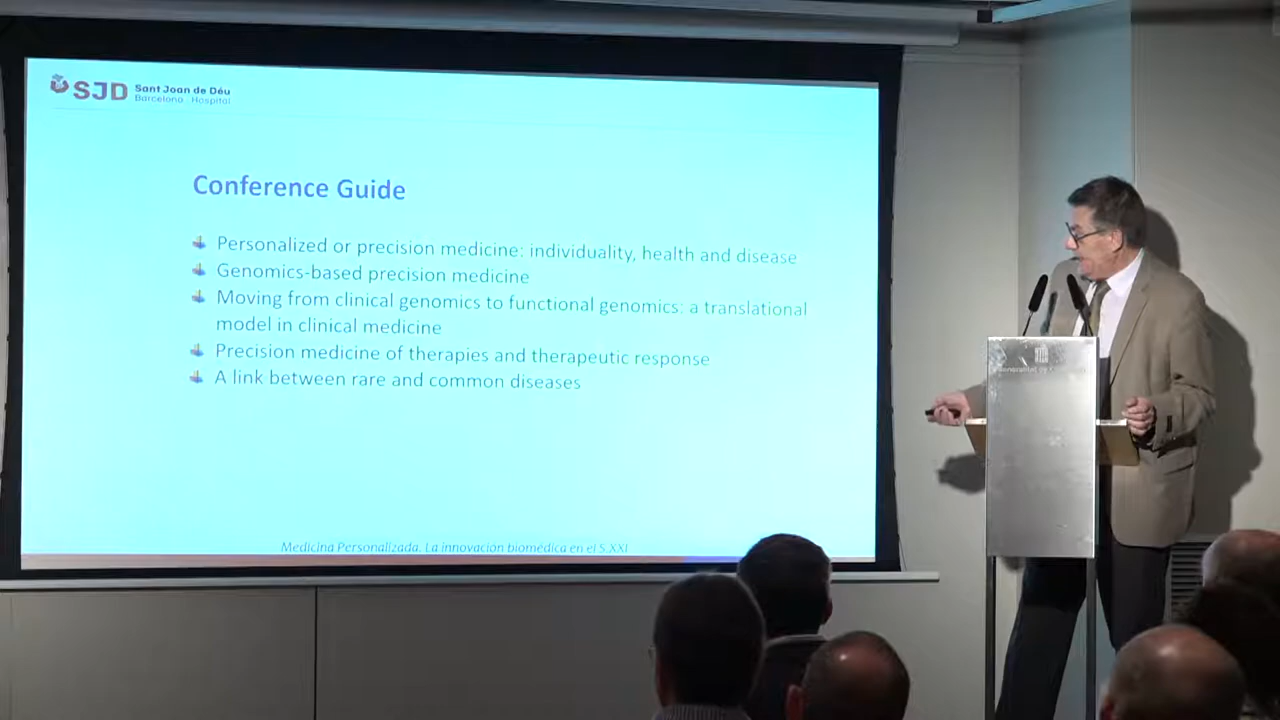 SJD
Sant Joan de Déu
Barcelona · Hospital
Conference Guide
Personalized or precision medicine: individuality, health and disease
Genomics-based precision medicine
Moving from clinical genomics to functional genomics: a translational
model in clinical medicine
Precision medicine of therapies and therapeutic response
A link between rare and common diseases
Medicina Personalizada. La innovación biomédica en el S.XXI